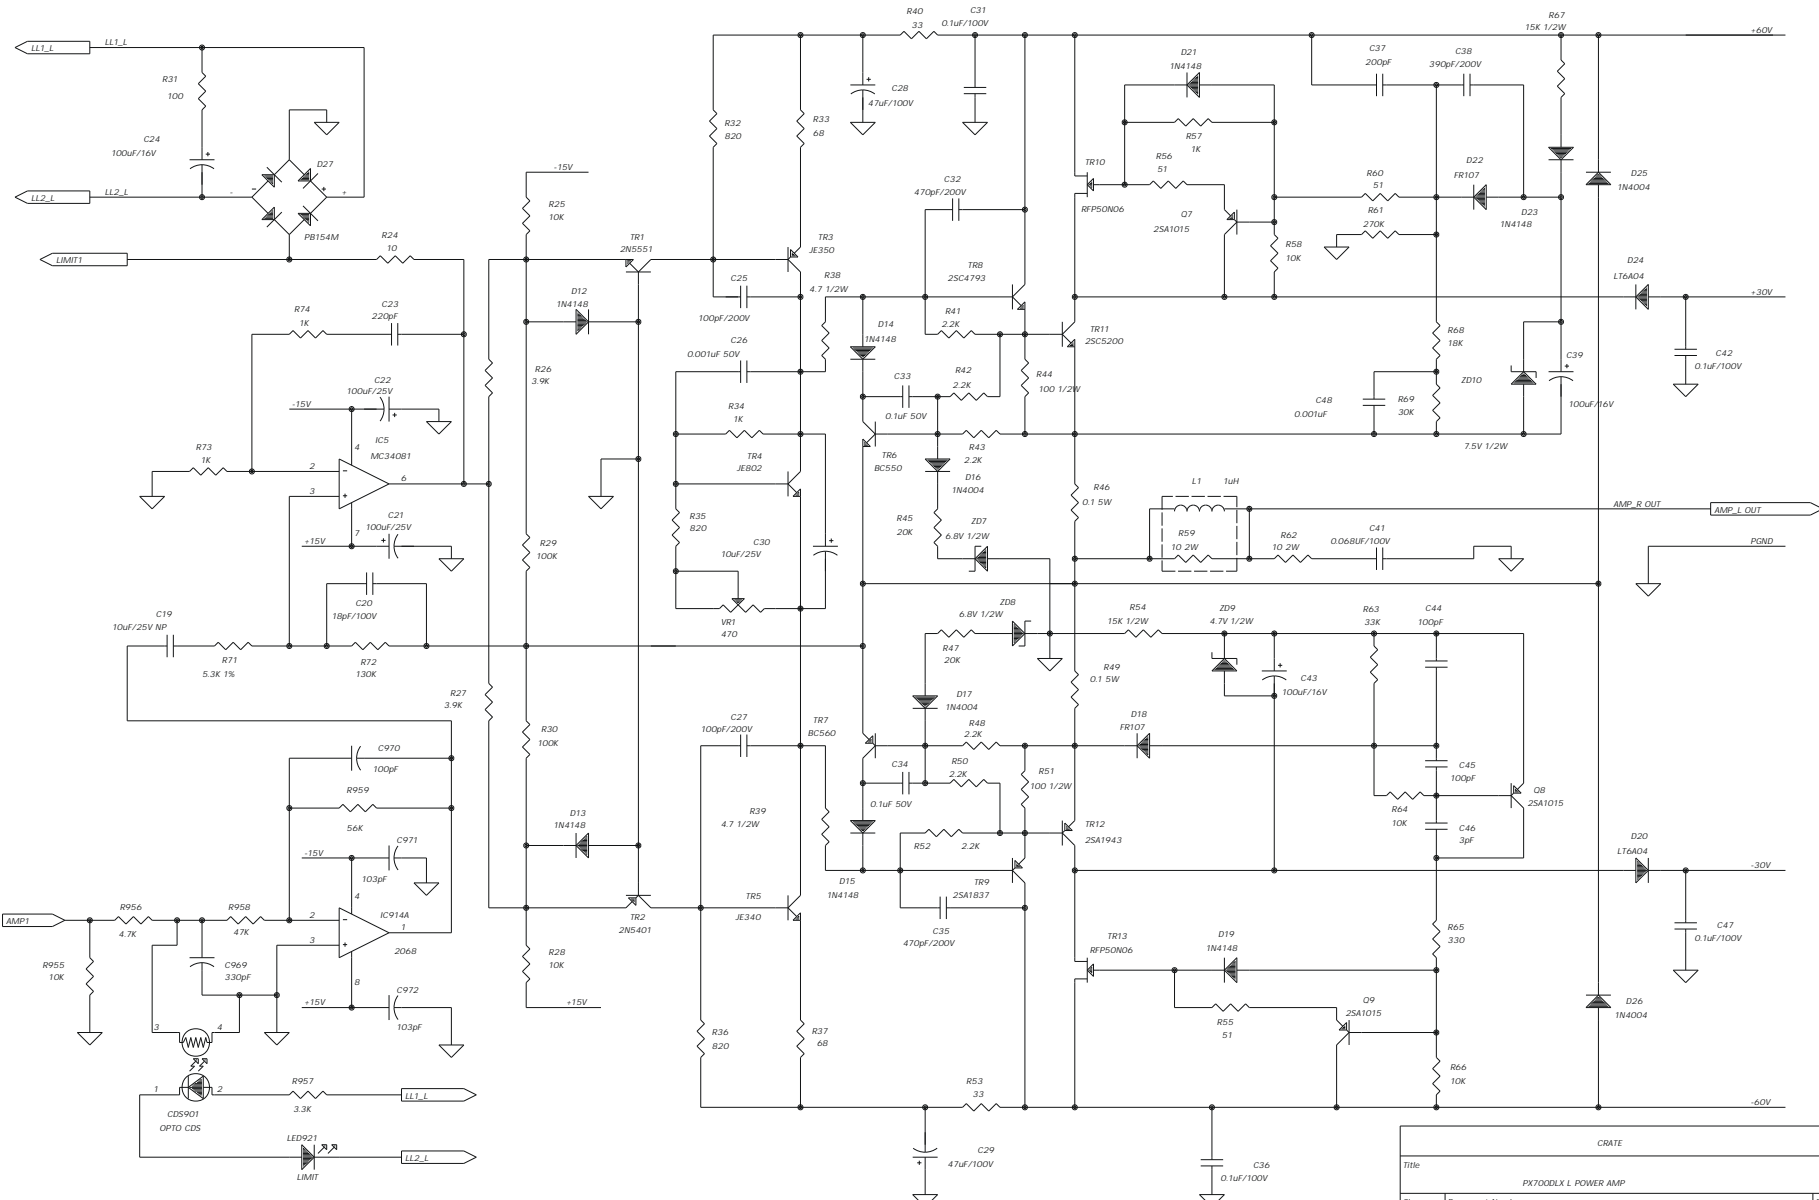 LL1_L
LL1_L
R31
100
C24
100uF/16V
+
D27
LL2_L
LL2_L
-
-
+
+
PB154M
LIMIT1
R24
10
R74
1K
C23
220pF
C22
100uF/25V
-15V
+
IC5
MC34081
4
R73
1K
2
3
6
7
-
+
C21
100uF/25V
+15V
+
C20
18pF/100V
C19
10uF/25V NP
R71
5.3K 1%
R72
130K
C970
100pF
R959
56K
C971
103pF
-15V
4
IC914A
2068
AMP1
R956
4.7K
R958
47K
2
3
1
8
-
+
R955
10K
C969
330pF
+15V
C972
103pF
3
4
1
2
CDS901
OPTO CDS
R957
3.3K
LL1_L
LED921
LIMIT
LL2_L
-15V
R25
10K
TR1
2N5551
D12
1N4148
R26
3.9K
R29
100K
R27
3.9K
R30
100K
D13
1N4148
TR2
2N5401
R28
10K
+15V
R32
820
R33
68
TR3
JE350
C25
100pF/200V
R38
4.7 1/2W
C26
0.001uF 50V
R34
1K
TR4
JE802
R35
820
C30
10uF/25V
VR1
470
C27
100pF/200V
TR7
BC560
R39
4.7 1/2W
TR5
JE340
D15
1N4148
R36
820
R37
68
R40
33
C31
0.1uF/100V
+
C28
47uF/100V
C32
470pF/200V
TR8
2SC4793
D14
1N4148
R41
2.2K
C33
0.1uF 50V
R42
2.2K
R44
100 1/2W
TR11
2SC5200
TR6
BC550
R43
2.2K
D16
1N4004
R45
20K
ZD7
6.8V 1/2W
R46
0.1 5W
ZD8
6.8V 1/2W
R47
20K
R49
0.1 5W
D17
1N4004
R48
2.2K
C34
0.1uF 50V
R50
2.2K
R51
100 1/2W
R52
2.2K
TR12
2SA1943
TR9
2SA1837
C35
470pF/200V
R53
33
C29
47uF/100V
+
D21
1N4148
R57
1K
TR10
RFP50N06
R56
51
Q7
2SA1015
R58
10K
C37
200pF
C38
390pF/200V
R67
15K 1/2W
+60V
R60
51
R61
270K
D22
FR107
D23
1N4148
D25
1N4004
D24
LT6A04
+30V
R68
18K
C39
+
100uF/16V
ZD10
C48
0.001uF
R69
30K
7.5V 1/2W
C42
0.1uF/100V
L1
1uH
R59
10 2W
R62
10 2W
C41
0.068UF/100V
AMP_R OUT
AMP_L OUT
PGND
R54
15K 1/2W
ZD9
4.7V 1/2W
+
C43
100uF/16V
R63
33K
C44
100pF
D18
FR107
C45
100pF
R64
10K
C46
3pF
Q8
2SA1015
D20
LT6A04
-30V
C47
0.1uF/100V
TR13
RFP50N06
D19
1N4148
R65
330
R55
51
Q9
2SA1015
R66
10K
D26
1N4004
-60V
C36
0.1uF/100V
CRATE
Title
PX700DLX L POWER AMP